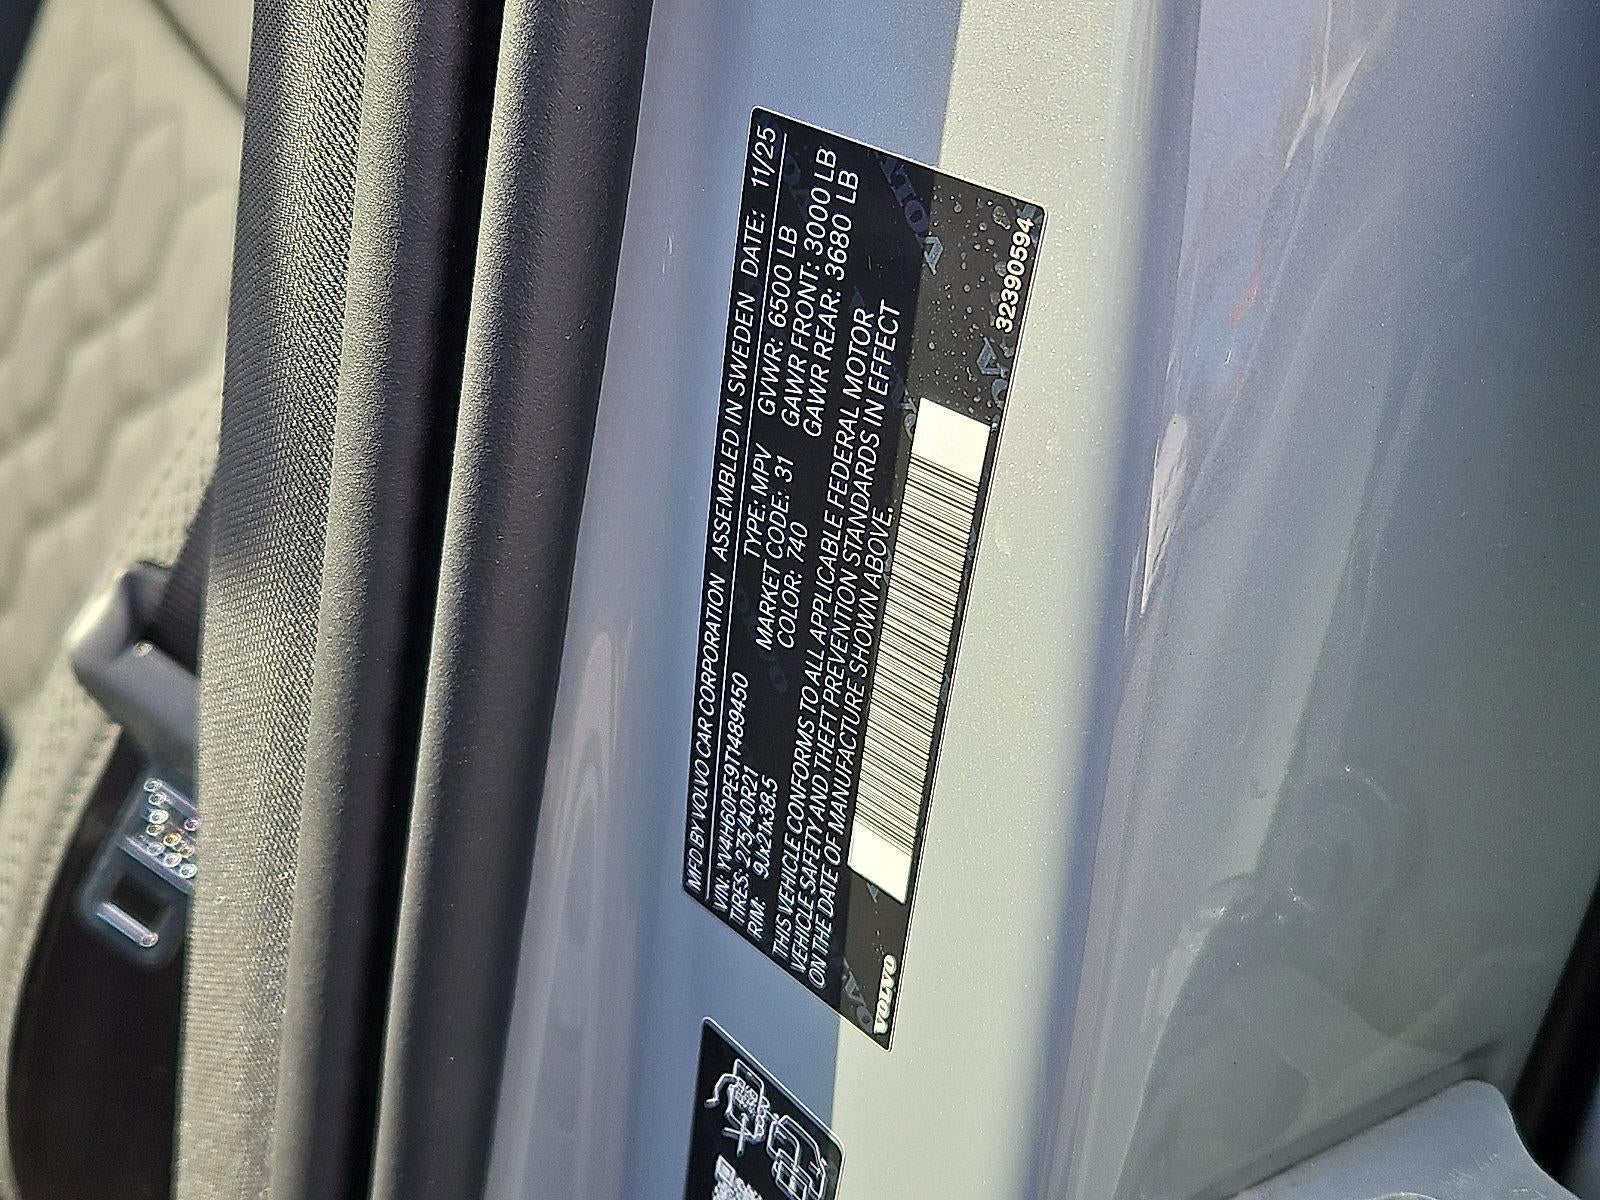 MFD BY VOLVO CAR CORPORATION ASSEMBLED IN SWEDEN DATE: 11/25
VIN: YV4H60PE9T1489450 TYPE: MPV GVWR: 6500 LB
TIRES: 275/40R21 MARKET CODE: 31 GAWR FRONT: 3000 LB
RIM: 9Jx21x38.5 COLOR: 740 GAWR REAR: 3680 LB
THIS VEHICLE CONFORMS TO ALL APPLICABLE FEDERAL MOTOR
VEHICLE SAFETY AND THEFT PREVENTION STANDARDS IN EFFECT
ON THE DATE OF MANUFACTURE SHOWN ABOVE.
VOLVO 32390594